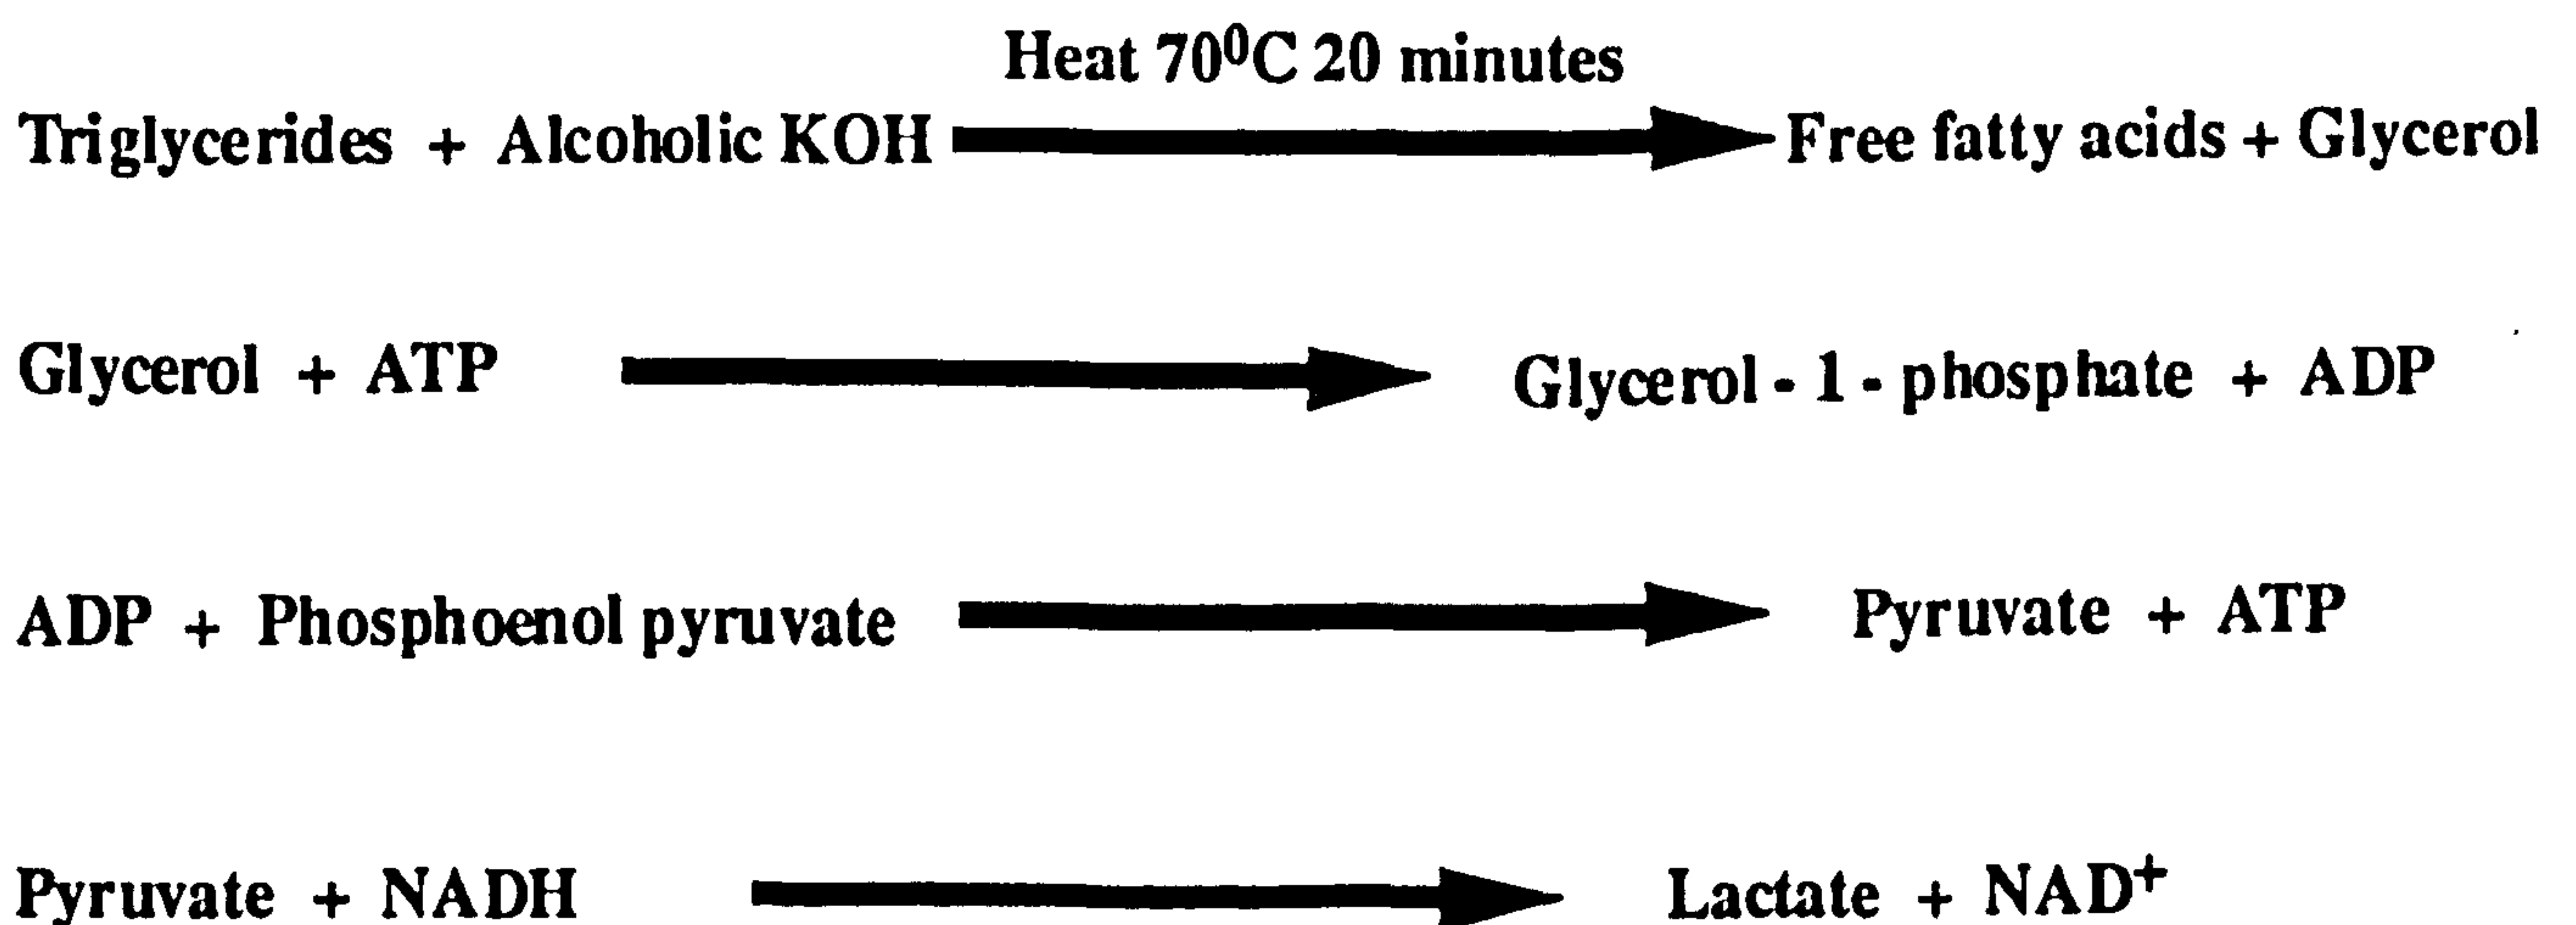 Heat 70⁰C 20 minutes
Triglycerides + Alcoholic KOH Free fatty acids + Glycerol
Glycerol + ATP Glycerol - 1 - phosphate + ADP
ADP + Phosphoenol pyruvate Pyruvate + ATP
Pyruvate + NADH Lactate + NAD⁺